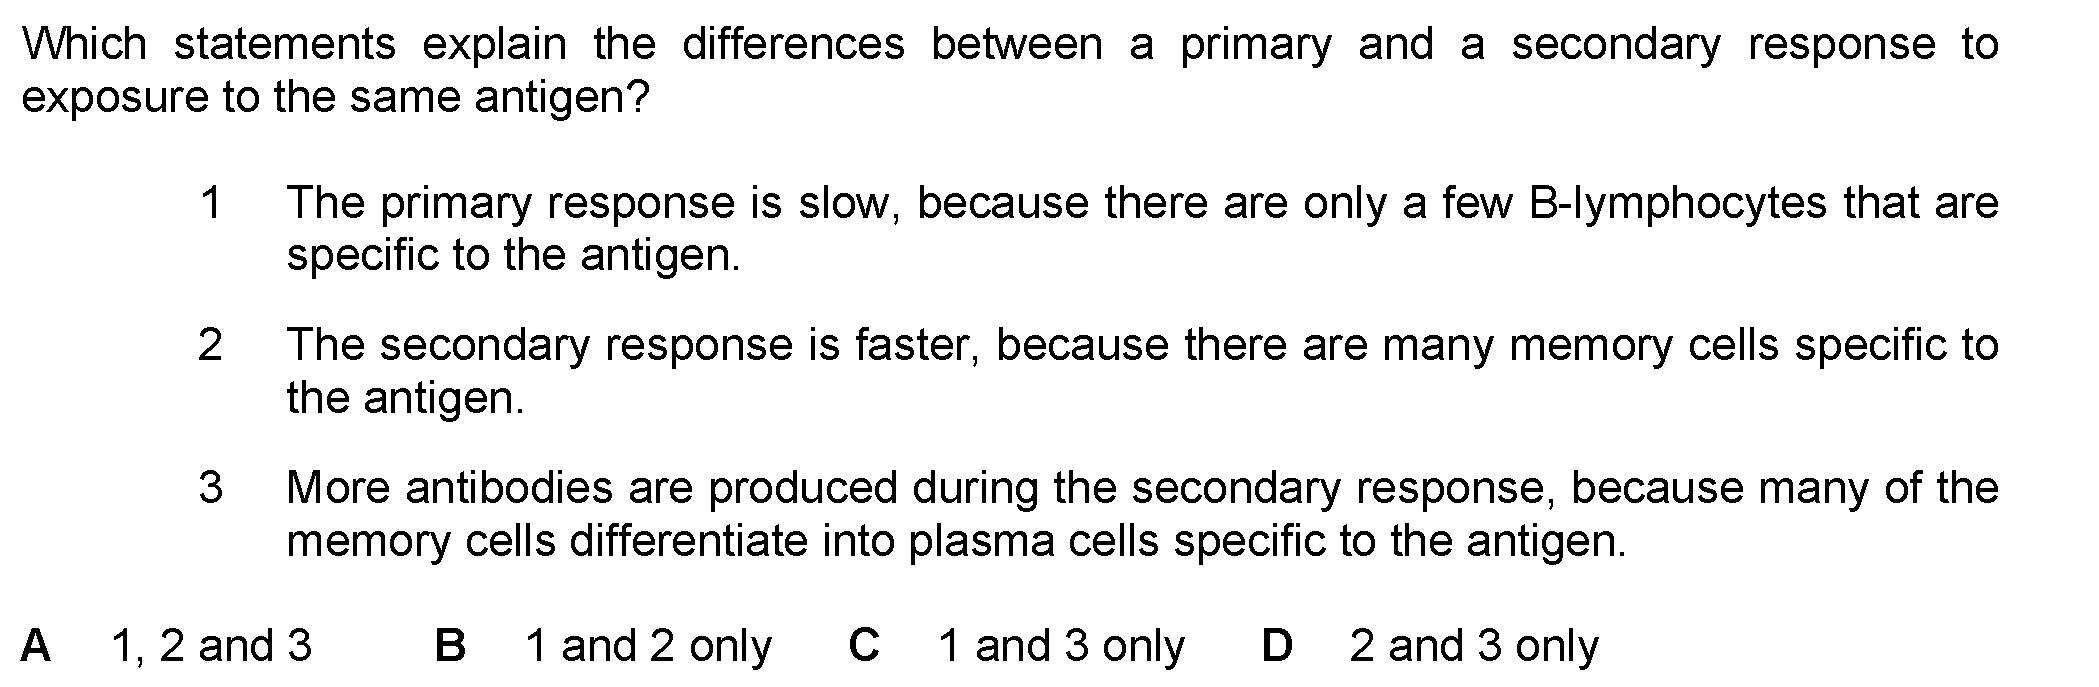 Which statements explain the differences between a primary and a secondary response to
exposure to the same antigen?
1 The primary response is slow, because there are only a few B-lymphocytes that are
specific to the antigen.
2 The secondary response is faster, because there are many memory cells specific to
the antigen.
3 More antibodies are produced during the secondary response, because many of the
memory cells differentiate into plasma cells specific to the antigen.
A 1, 2 and 3 B 1 and 2 only C 1 and 3 only D 2 and 3 only